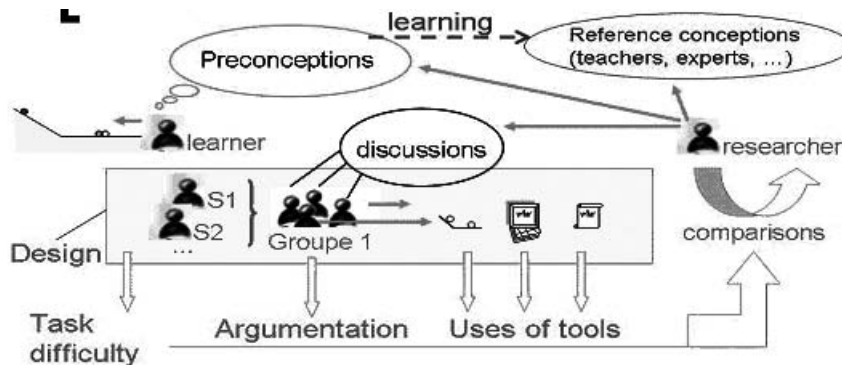 learning
Reference conceptions
(teachers, experts, ...)
Preconceptions
learner
discussions
researcher
S1
S2
...
Groupe 1
Design
comparisons
Task
difficulty
Argumentation
Uses of tools